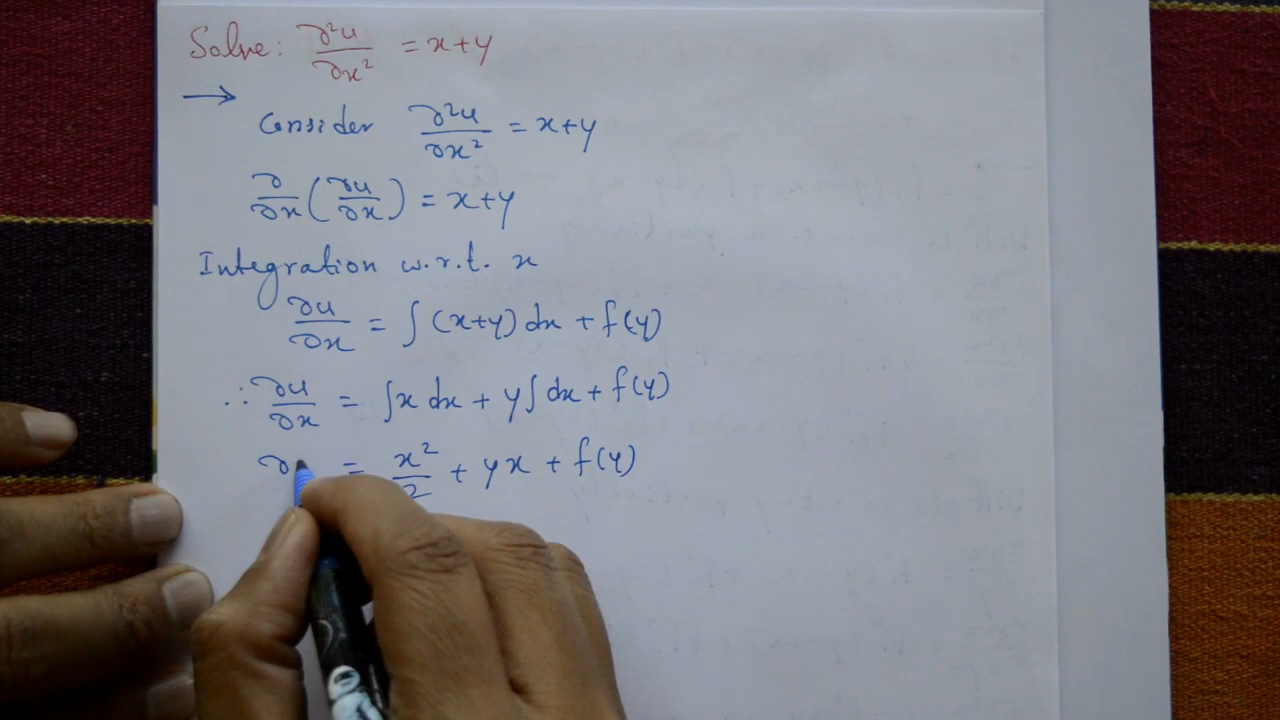 Solve: ∂²u/∂x² = x+y
→
Consider ∂²u/∂x² = x+y
∂/∂x (∂u/∂x) = x+y
Integration w.r.t. x
∂u/∂x = ∫ (x+y) dx + f(y)
∴ ∂u/∂x = ∫x dx + y∫dx + f(y)
∂ = x²/2 + yx + f(y)